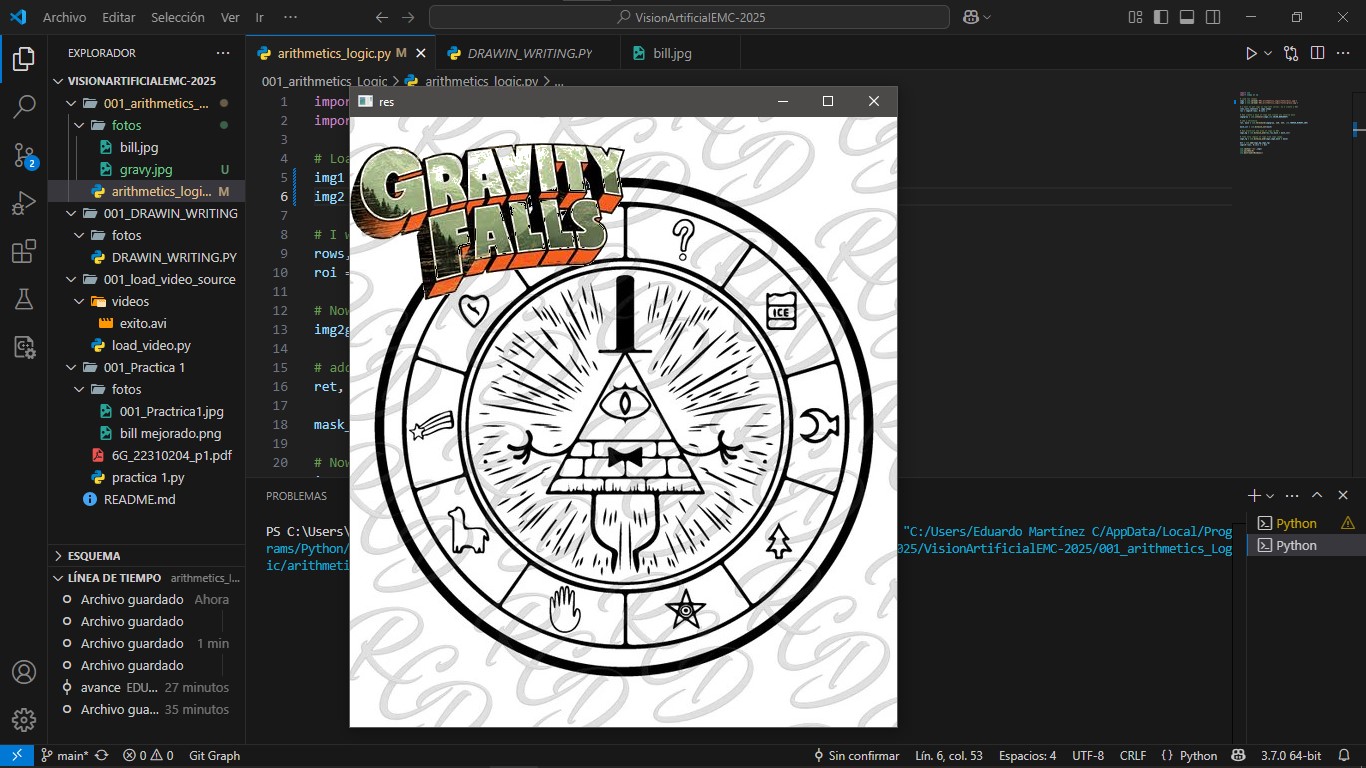 Archivo Editar Selección Ver Ir ··· VisionArtificialEMC-2025
EXPLORADOR ···
VISIONARTIFICIALEMC-2025
001_arithmetics_...
fotos
bill.jpg
gravy.jpg U
arithmetics_logi... M
001_DRAWIN_WRITING
fotos
DRAWIN_WRITING.PY
001_load_video_source
videos
exito.avi
load_video.py
001_Practica 1
fotos
001_Practrica1.jpg
bill mejorado.png
6G_22310204_p1.pdf
practica 1.py
README.md
ESQUEMA
LÍNEA DE TIEMPO arithmetics_l...
Archivo guardado Ahora
Archivo guardado
Archivo guardado 1 min
Archivo guardado
avance EDU... 27 minutos
Archivo gua... 35 minutos
2
arithmetics_logic.py M DRAWIN_WRITING.PY bill.jpg
001_arithmetics_Logic > arithmetics_logic.py > ...
1
2
3
4 # Loa
5 img1
6 img2
7
8 # I w
9 rows,
10 roi =
11
12 # Now
13 img2g
14
15 # add
16 ret,
17
18 mask_
19
20 # Now
res
GRAVITY
FALLS
?
ICE
RCD
PROBLEMAS
Python
Python
PS C:\Users\ "C:/Users/Eduardo Martínez C/AppData/Local/Prog
rams/Python/ 025/VisionArtificialEMC-2025/001_arithmetics_Log
ic/arithmeti
main* 0 0 Git Graph Sin confirmar Lín. 6, col. 53 Espacios: 4 UTF-8 CRLF {} Python 3.7.0 64-bit